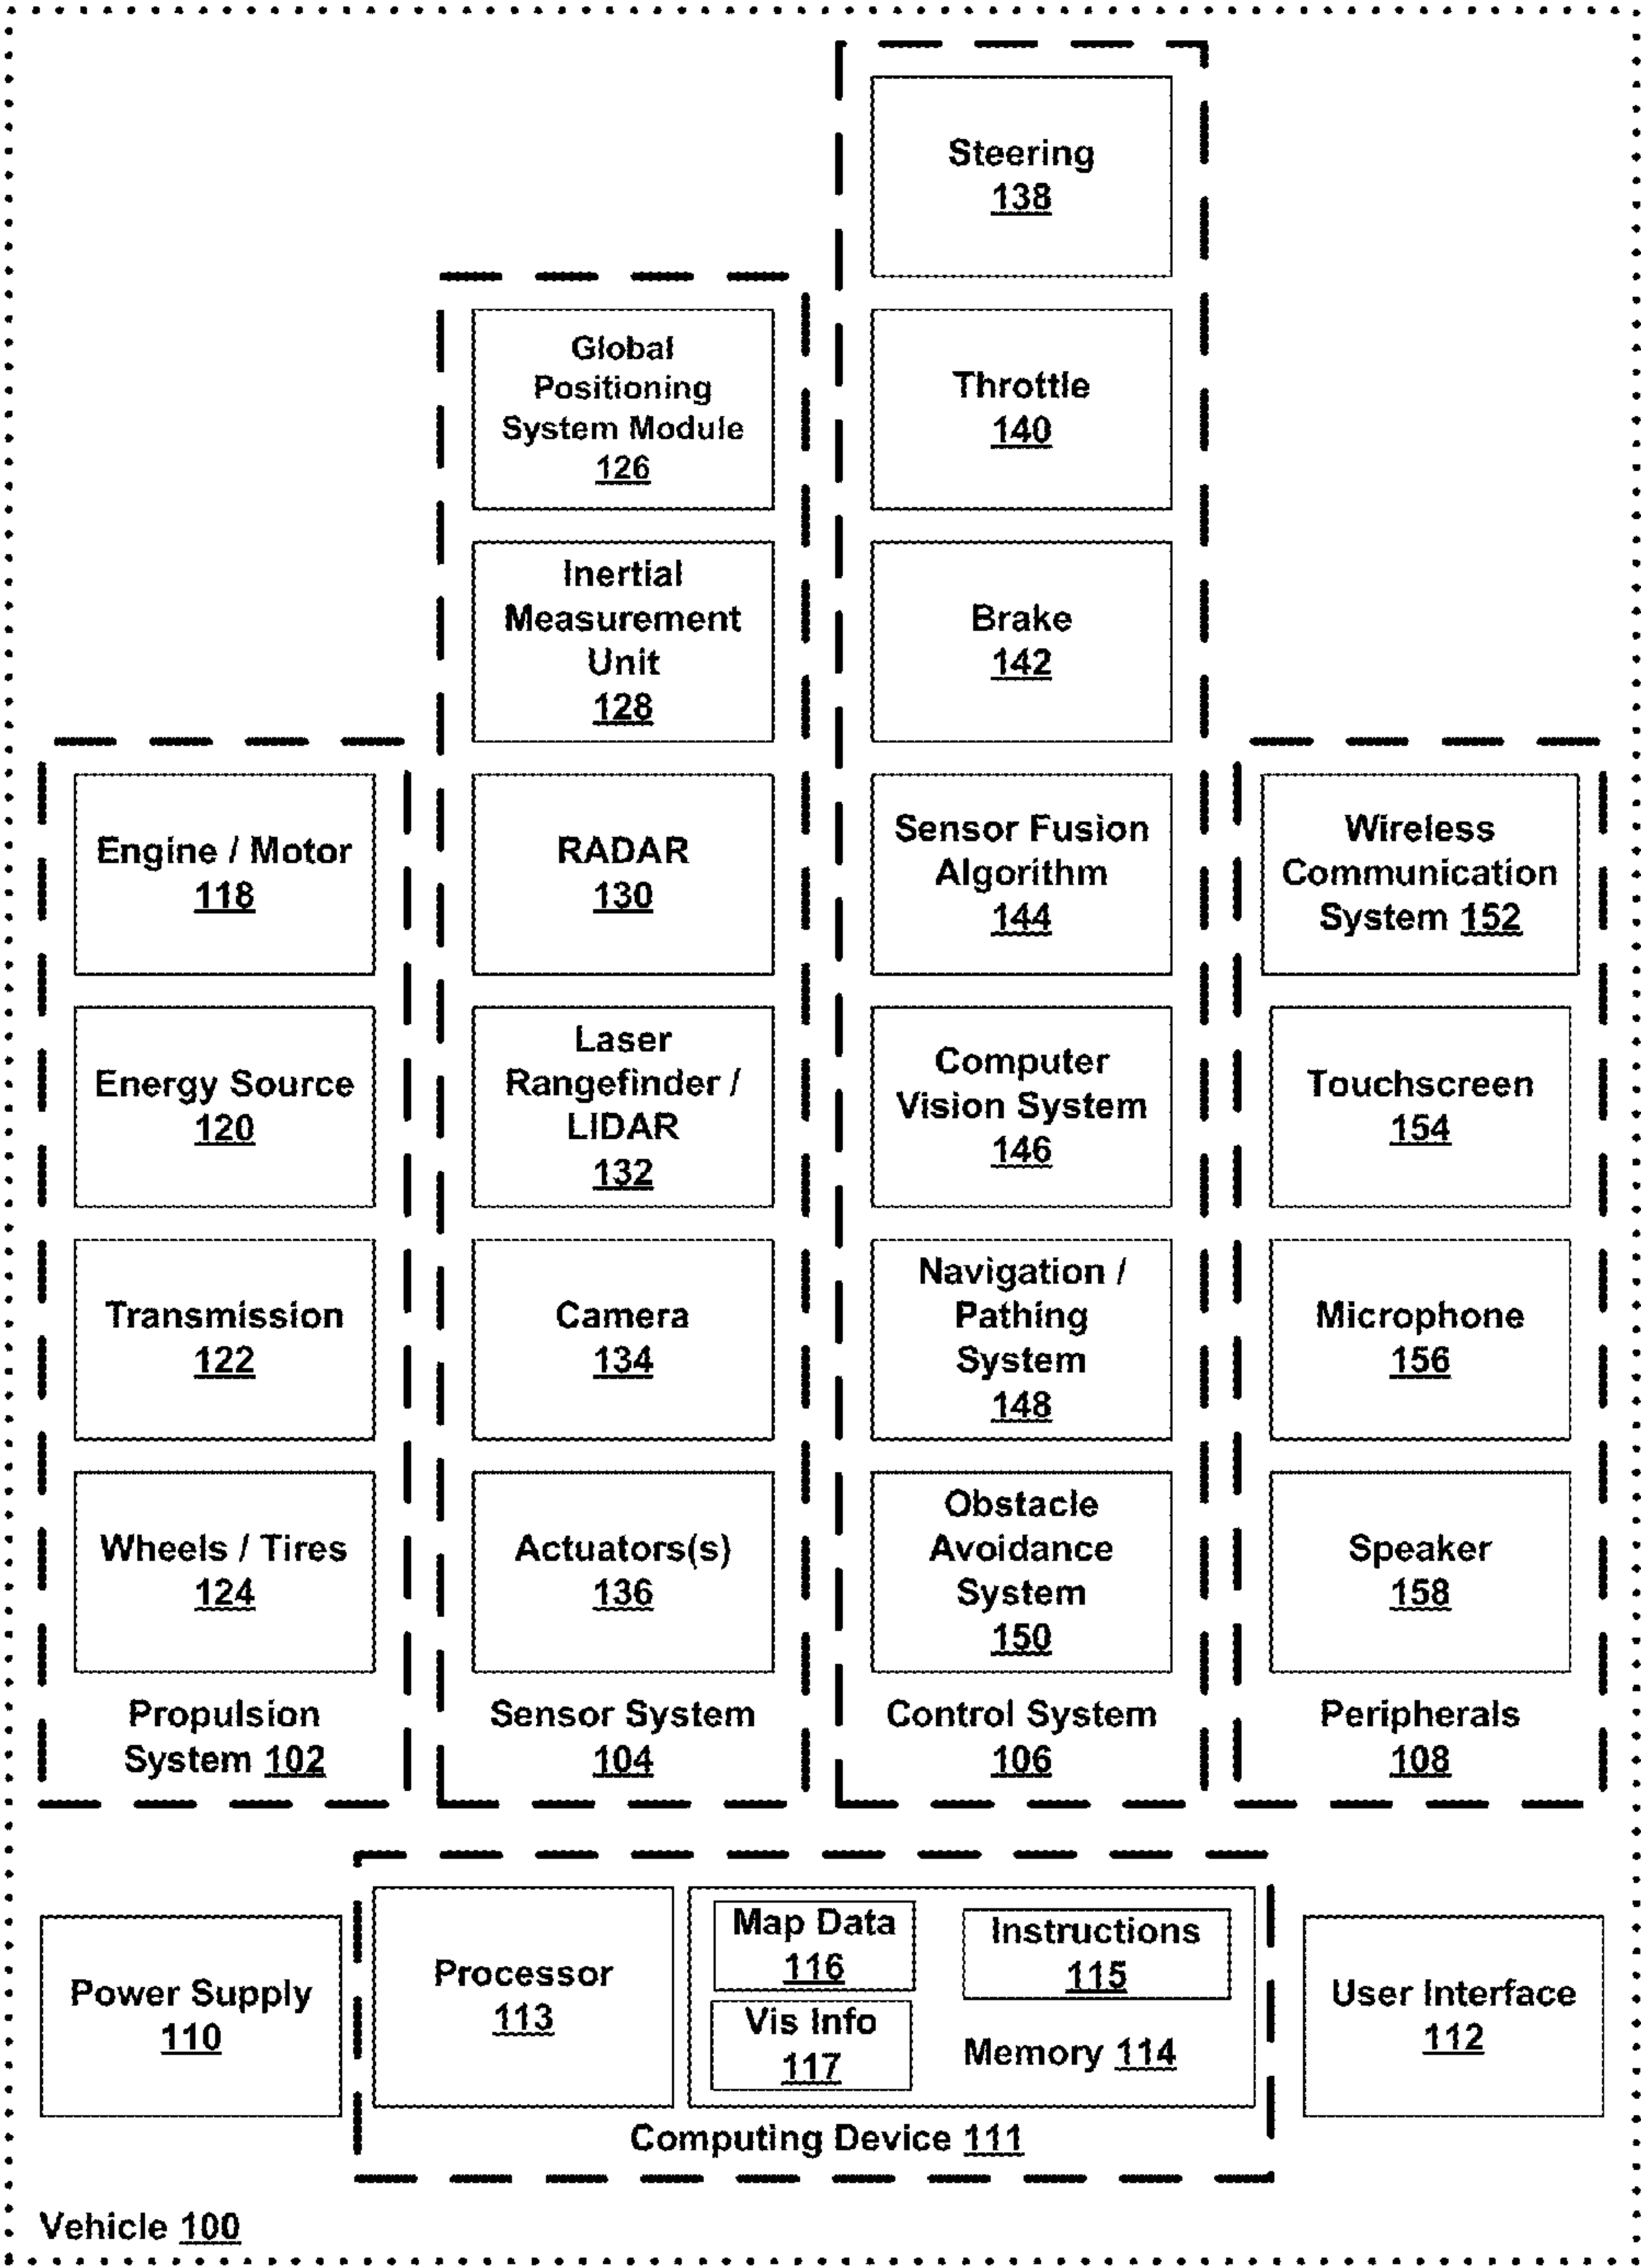 Steering
138
Global
Positioning
System Module
126
Throttle
140
Inertial
Measurement
Unit
128
Brake
142
Engine / Motor
118
RADAR
130
Sensor Fusion
Algorithm
144
Wireless
Communication
System 152
Energy Source
120
Laser
Rangefinder /
LIDAR
132
Computer
Vision System
146
Touchscreen
154
Transmission
122
Camera
134
Navigation /
Pathing
System
148
Microphone
156
Wheels / Tires
124
Actuators(s)
136
Obstacle
Avoidance
System
150
Speaker
158
Propulsion
System 102
Sensor System
104
Control System
106
Peripherals
108
Power Supply
110
Processor
113
Map Data
116
Instructions
115
Vis Info
117
Memory 114
Computing Device 111
User Interface
112
Vehicle 100